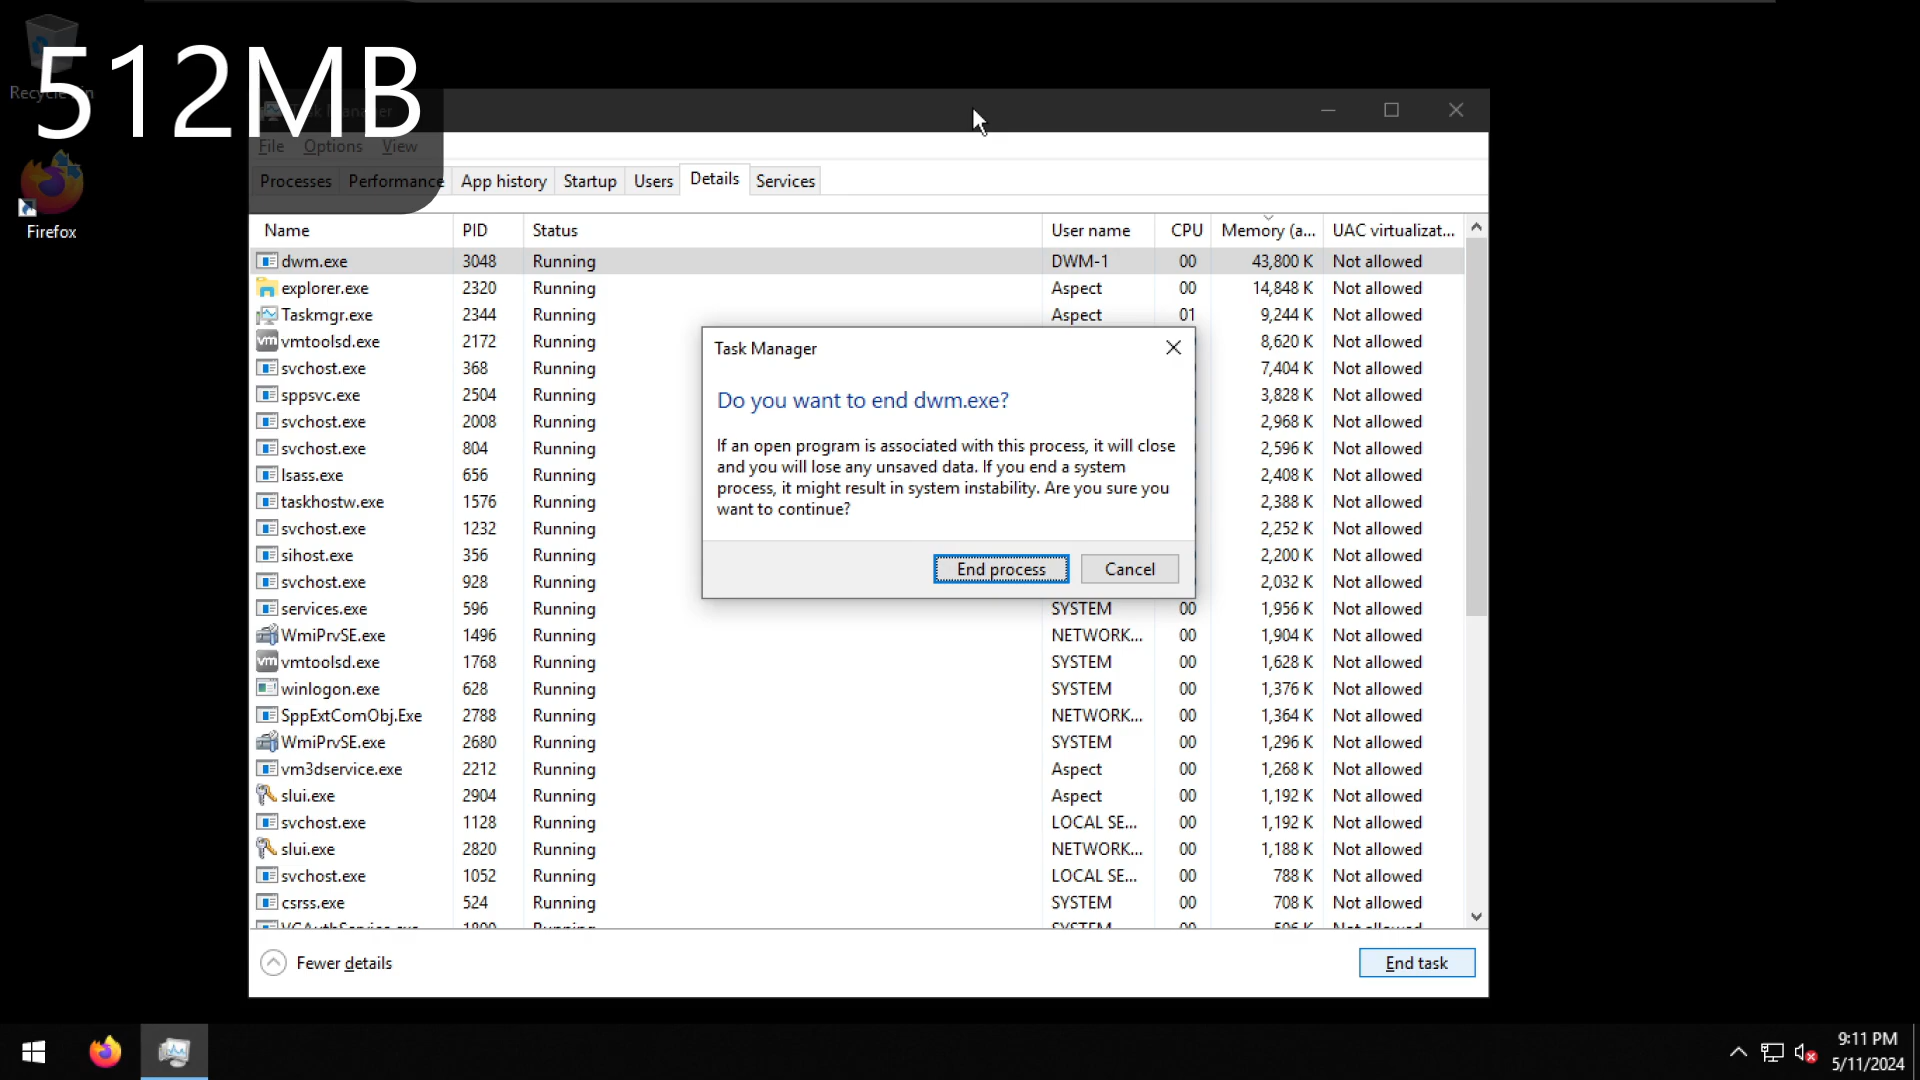 512MB
Recycle Bin
Firefox
Task Manager
File Options View
Processes Performance App history Startup Users Details Services
Name PID Status User name CPU Memory (a... UAC virtualizat...
dwm.exe 3048 Running DWM-1 00 43,800 K Not allowed
explorer.exe 2320 Running Aspect 00 14,848 K Not allowed
Taskmgr.exe 2344 Running Aspect 01 9,244 K Not allowed
vmtoolsd.exe 2172 Running 8,620 K Not allowed
svchost.exe 368 Running 7,404 K Not allowed
sppsvc.exe 2504 Running 3,828 K Not allowed
svchost.exe 2008 Running 2,968 K Not allowed
svchost.exe 804 Running 2,596 K Not allowed
lsass.exe 656 Running 2,408 K Not allowed
taskhostw.exe 1576 Running 2,388 K Not allowed
svchost.exe 1232 Running 2,252 K Not allowed
sihost.exe 356 Running 2,200 K Not allowed
svchost.exe 928 Running 2,032 K Not allowed
services.exe 596 Running SYSTEM 00 1,956 K Not allowed
WmiPrvSE.exe 1496 Running NETWORK... 00 1,904 K Not allowed
vmtoolsd.exe 1768 Running SYSTEM 00 1,628 K Not allowed
winlogon.exe 628 Running SYSTEM 00 1,376 K Not allowed
SppExtComObj.Exe 2788 Running NETWORK... 00 1,364 K Not allowed
WmiPrvSE.exe 2680 Running SYSTEM 00 1,296 K Not allowed
vm3dservice.exe 2212 Running Aspect 00 1,268 K Not allowed
slui.exe 2904 Running Aspect 00 1,192 K Not allowed
svchost.exe 1128 Running LOCAL SE... 00 1,192 K Not allowed
slui.exe 2820 Running NETWORK... 00 1,188 K Not allowed
svchost.exe 1052 Running LOCAL SE... 00 788 K Not allowed
csrss.exe 524 Running SYSTEM 00 708 K Not allowed
Task Manager
Do you want to end dwm.exe?
If an open program is associated with this process, it will close
and you will lose any unsaved data. If you end a system
process, it might result in system instability. Are you sure you
want to continue?
End process Cancel
Fewer details
End task
9:11 PM
5/11/2024